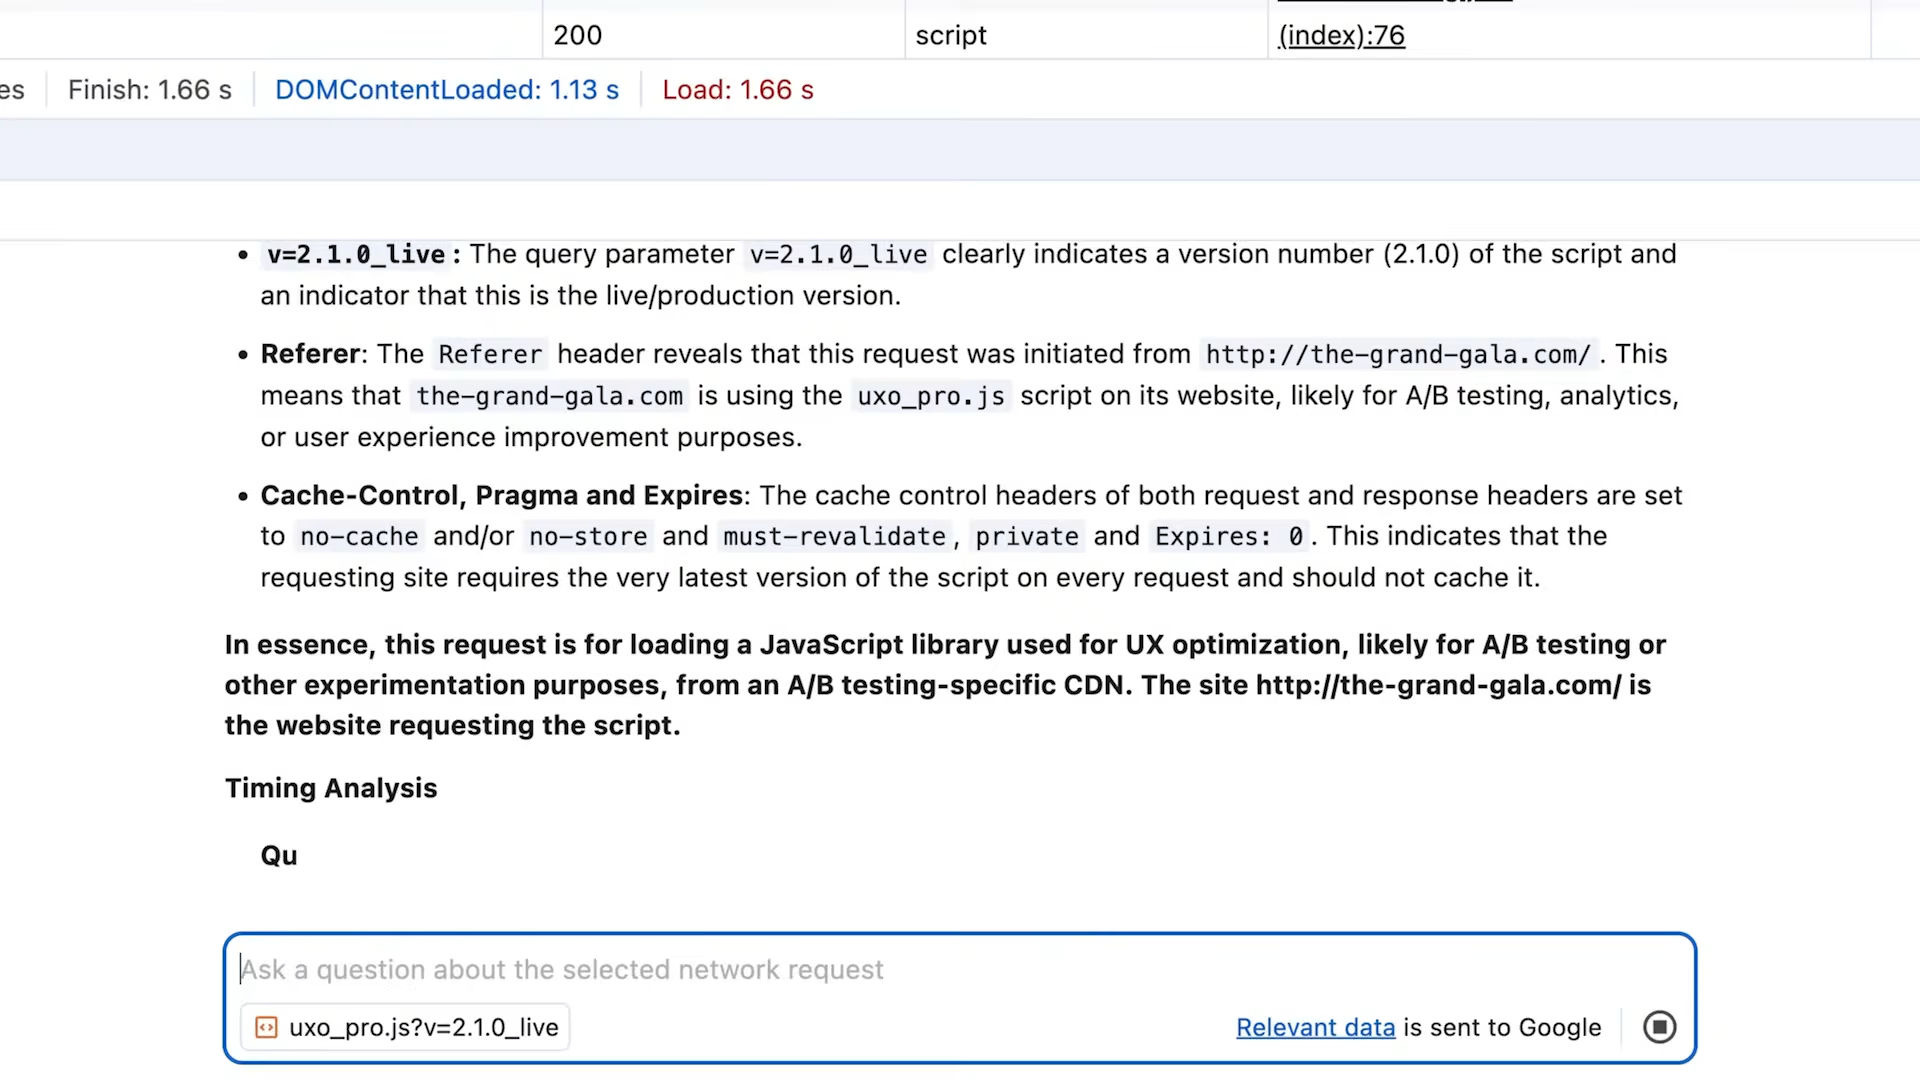 200 script (index):76
es Finish: 1.66 s DOMContentLoaded: 1.13 s Load: 1.66 s
• v=2.1.0_live: The query parameter v=2.1.0_live clearly indicates a version number (2.1.0) of the script and
an indicator that this is the live/production version.
• Referer: The Referer header reveals that this request was initiated from http://the-grand-gala.com/. This
means that the-grand-gala.com is using the uxo_pro.js script on its website, likely for A/B testing, analytics,
or user experience improvement purposes.
• Cache-Control, Pragma and Expires: The cache control headers of both request and response headers are set
to no-cache and/or no-store and must-revalidate, private and Expires: 0. This indicates that the
requesting site requires the very latest version of the script on every request and should not cache it.
In essence, this request is for loading a JavaScript library used for UX optimization, likely for A/B testing or
other experimentation purposes, from an A/B testing-specific CDN. The site http://the-grand-gala.com/ is
the website requesting the script.
Timing Analysis
Qu
Ask a question about the selected network request
uxo_pro.js?v=2.1.0_live Relevant data is sent to Google